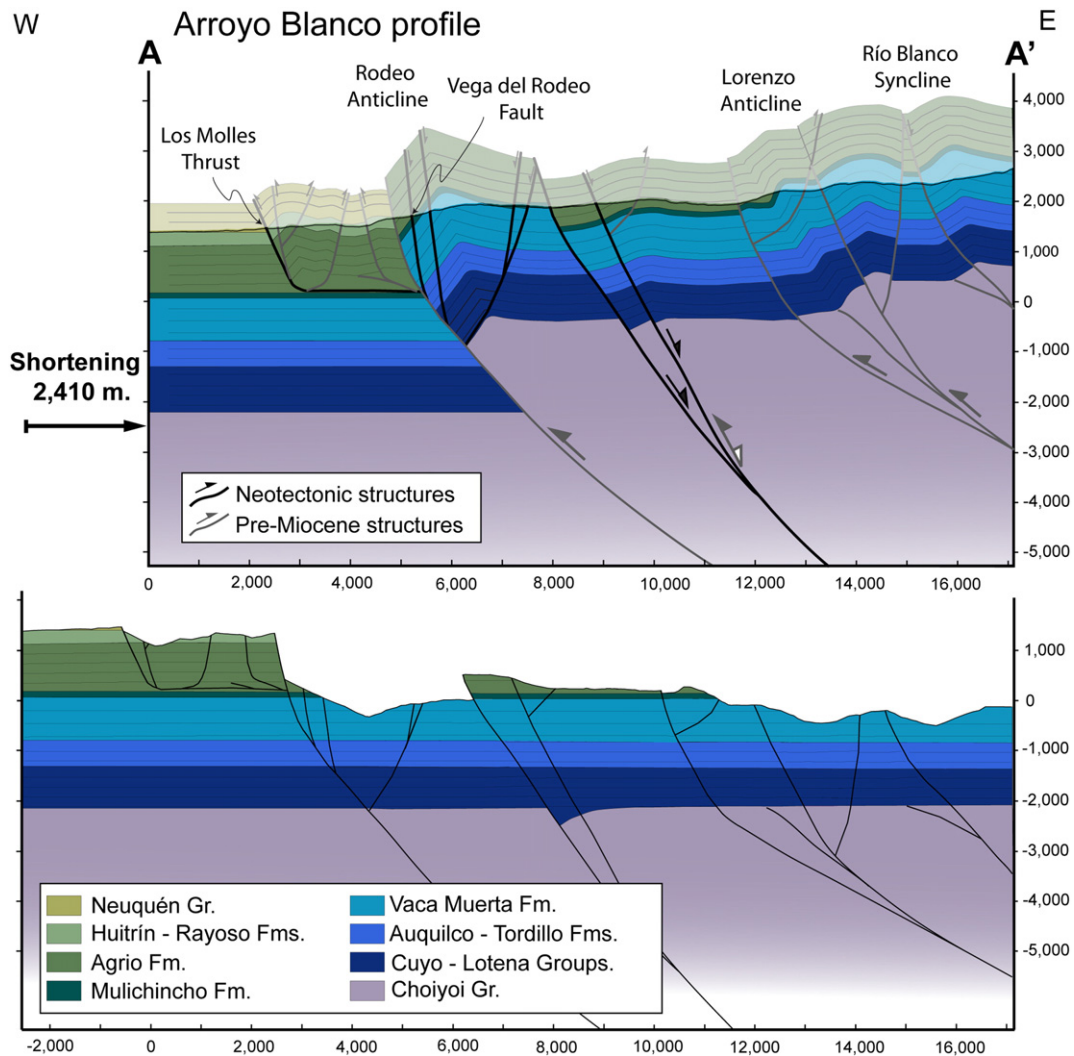 W
Arroyo Blanco profile
E
A
A'
Rodeo
Anticline
Vega del Rodeo
Fault
Los Molles
Thrust
Lorenzo
Anticline
Río Blanco
Syncline
4,000
3,000
2,000
1,000
0
-1,000
-2,000
-3,000
-4,000
-5,000
Shortening
2,410 m.
Neotectonic structures
Pre-Miocene structures
0
2,000
4,000
6,000
8,000
10,000
12,000
14,000
16,000
1,000
0
-1,000
-2,000
-3,000
-4,000
-5,000
Neuquén Gr.
Huitrín - Rayoso Fms.
Agrio Fm.
Mulichincho Fm.
Vaca Muerta Fm.
Auquilco - Tordillo Fms.
Cuyo - Lotena Groups.
Choiyoi Gr.
-2,000
0
2,000
4,000
6,000
8,000
10,000
12,000
14,000
16,000